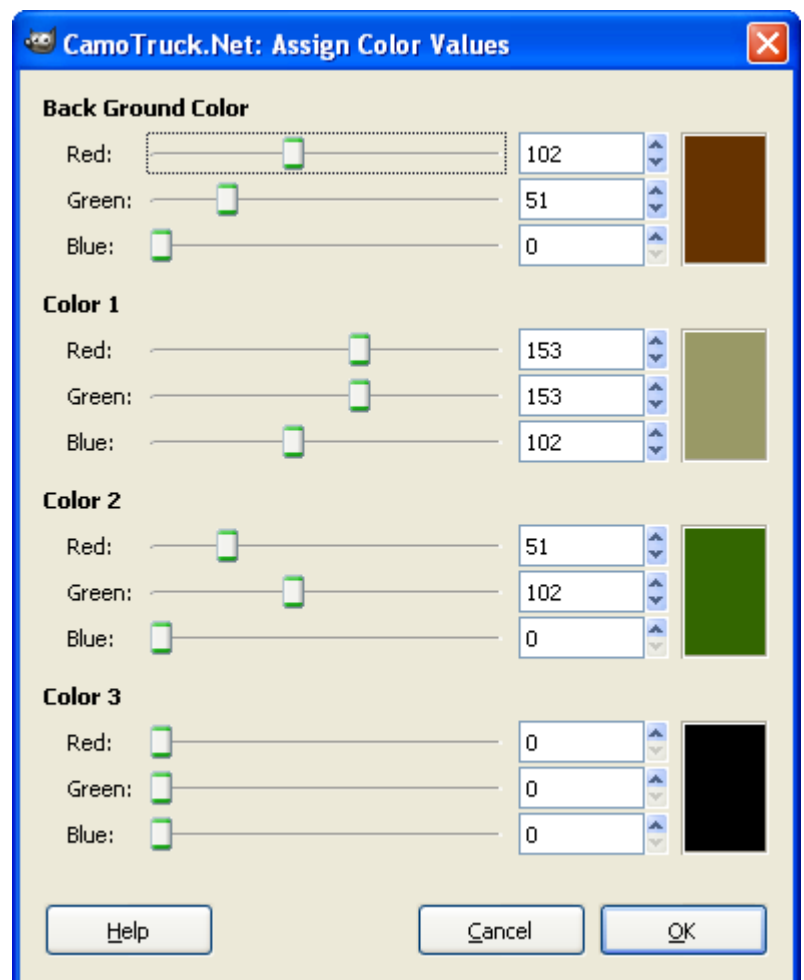 CamoTruck.Net: Assign Color Values
Back Ground Color
Red: 102
Green: 51
Blue: 0
Color 1
Red: 153
Green: 153
Blue: 102
Color 2
Red: 51
Green: 102
Blue: 0
Color 3
Red: 0
Green: 0
Blue: 0
Help Cancel OK